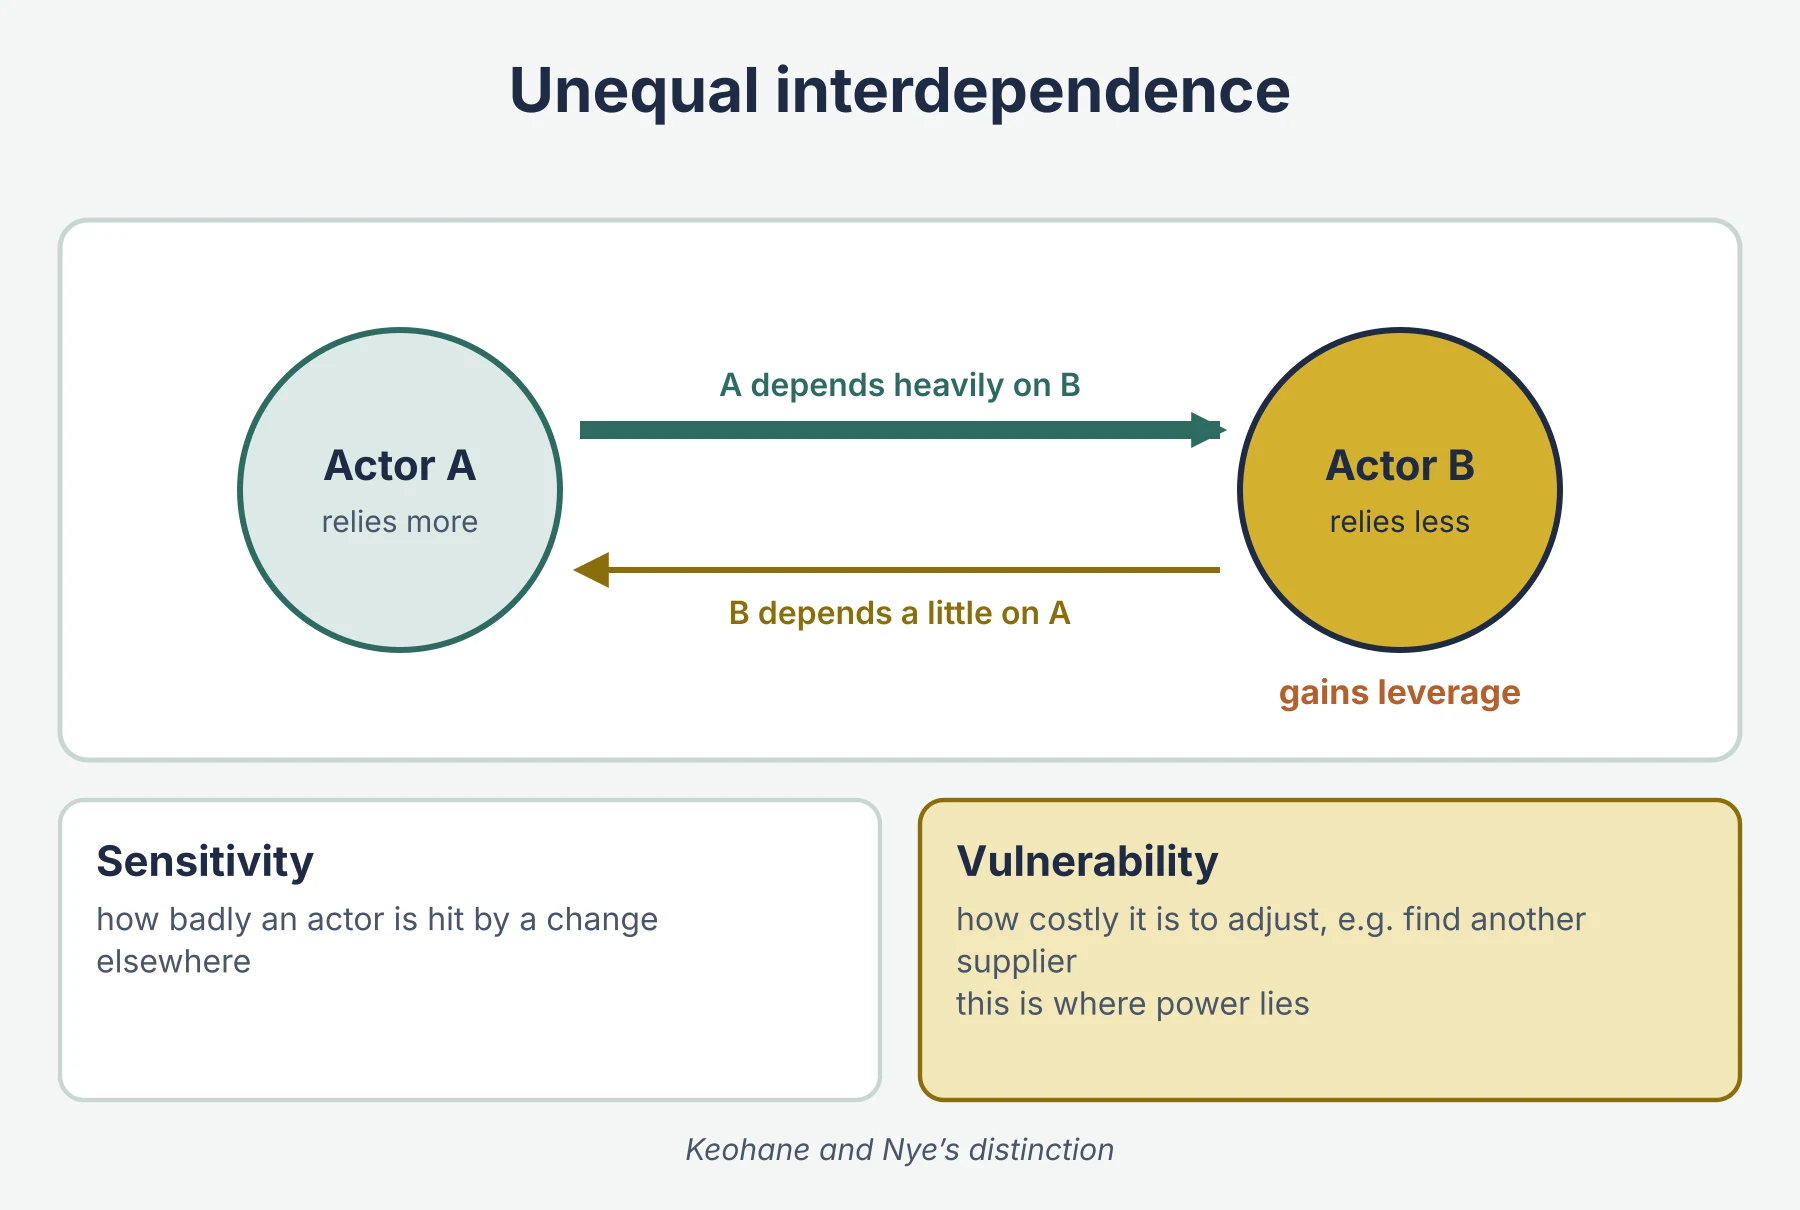 Unequal interdependence
A depends heavily on B
Actor A
relies more
Actor B
relies less
B depends a little on A
gains leverage
Sensitivity
how badly an actor is hit by a change
elsewhere
Vulnerability
how costly it is to adjust, e.g. find another
supplier
this is where power lies
Keohane and Nye’s distinction